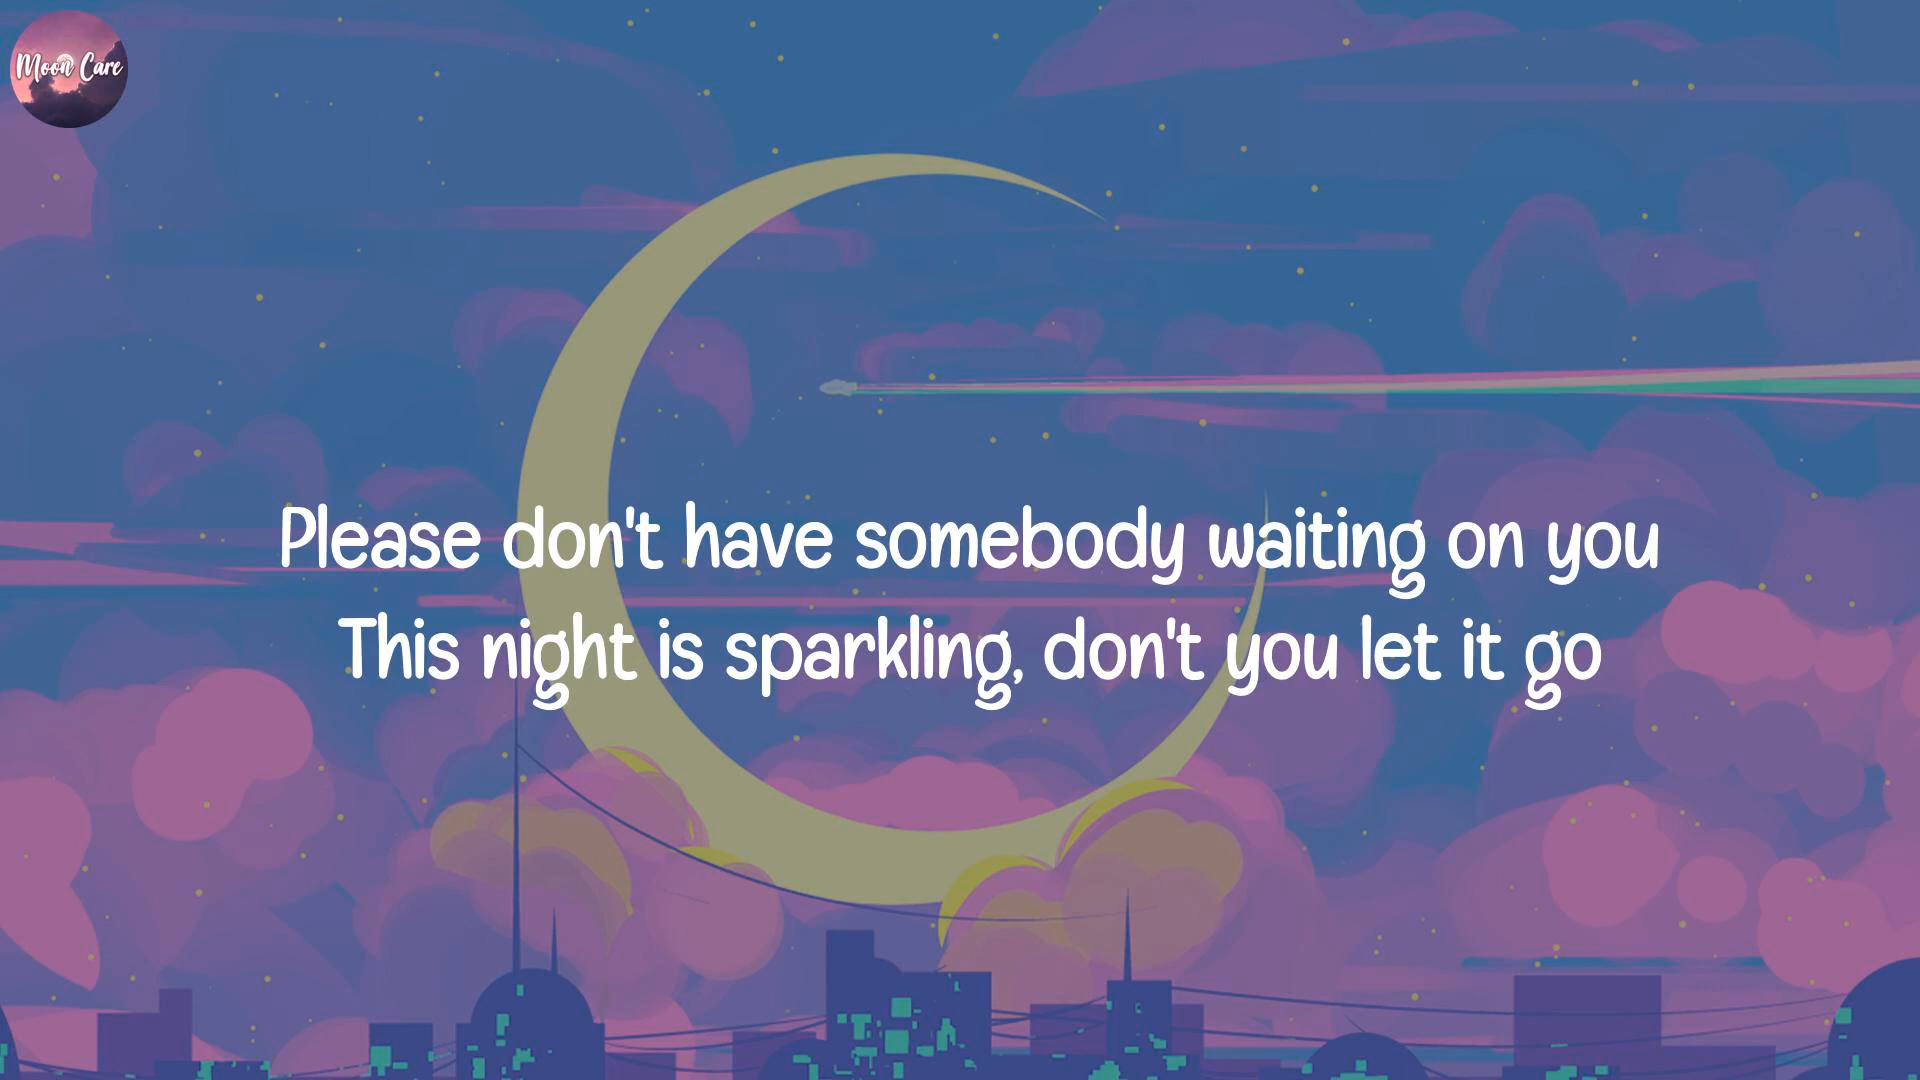 Moon Care
Please don't have somebody waiting on you
This night is sparkling, don't you let it go